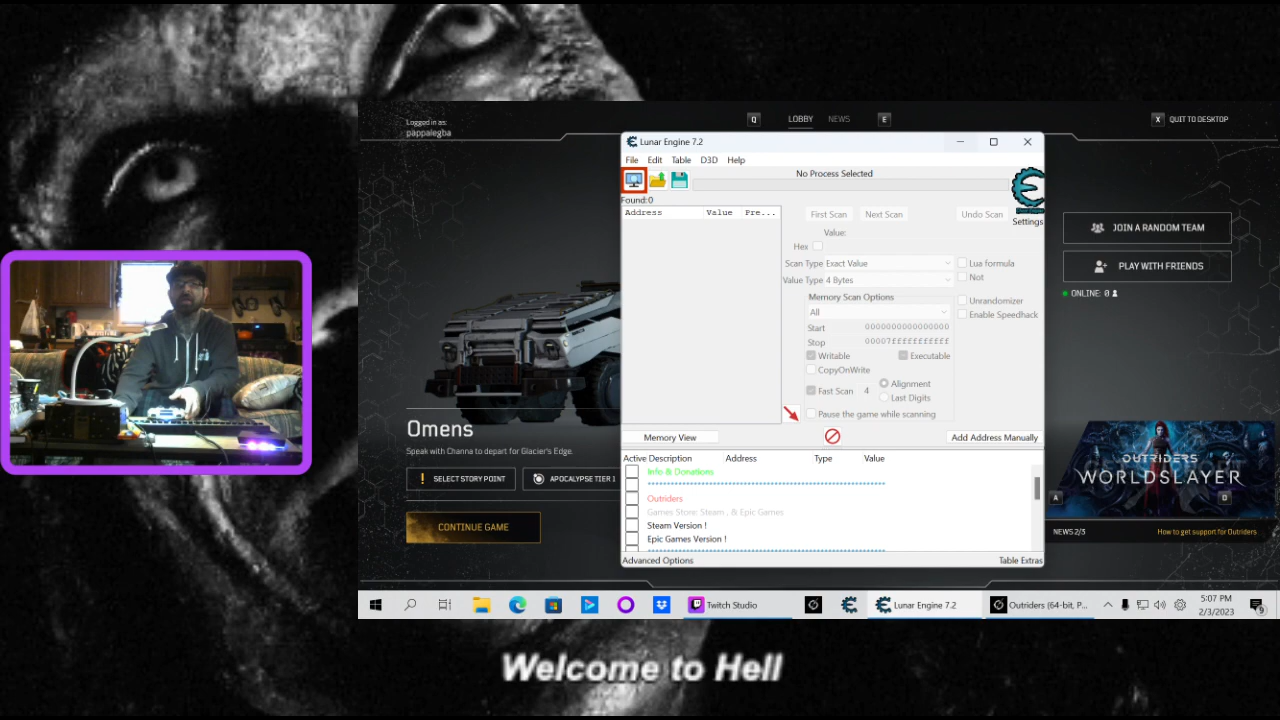 Logged in as:
pappalegba
Q
LOBBY
NEWS
E
X
QUIT TO DESKTOP
Lunar Engine 7.2
File Edit Table D3D Help
No Process Selected
Found:0
Address Value Pre...
First Scan Next Scan Undo Scan
Settings
Value:
Hex
Scan Type Exact Value
Lua formula
Not
Value Type 4 Bytes
Memory Scan Options
All
Unrandomizer
Enable Speedhack
Start 0000000000000000
Stop 00007fffffffffff
Writable Executable
CopyOnWrite
Fast Scan 4
Alignment
Last Digits
Pause the game while scanning
Memory View
Add Address Manually
Active Description Address Type Value
Info & Donations
Outriders
Games Store: Steam , & Epic Games
Steam Version !
Epic Games Version !
Advanced Options
Table Extras
JOIN A RANDOM TEAM
PLAY WITH FRIENDS
ONLINE: 0
Omens
Speak with Channa to depart for Glacier's Edge.
! SELECT STORY POINT
APOCALYPSE TIER 1
CONTINUE GAME
OUTRIDERS
WORLDSLAYER
A
D
NEWS 2/3
How to get support for Outriders
Twitch Studio
Lunar Engine 7.2
Outriders (64-bit, P...
5:07 PM
2/3/2023
9
Welcome to Hell